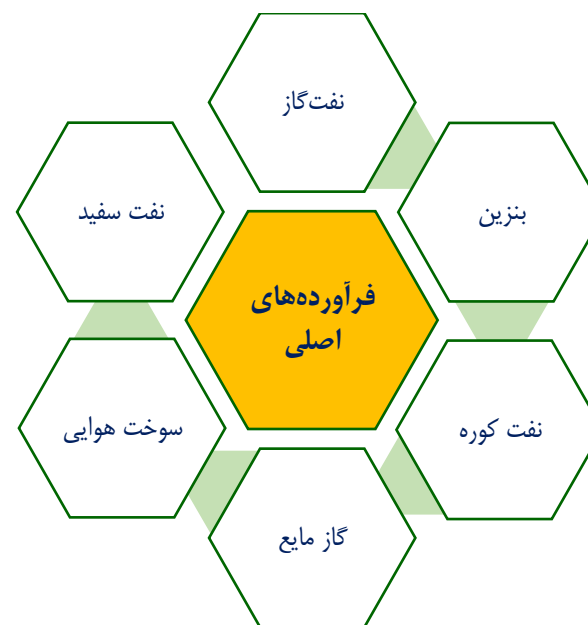 نفت‌گاز
بنزین
نفت سفید
فرآورده‌های
اصلی
نفت کوره
سوخت هوایی
گاز مایع